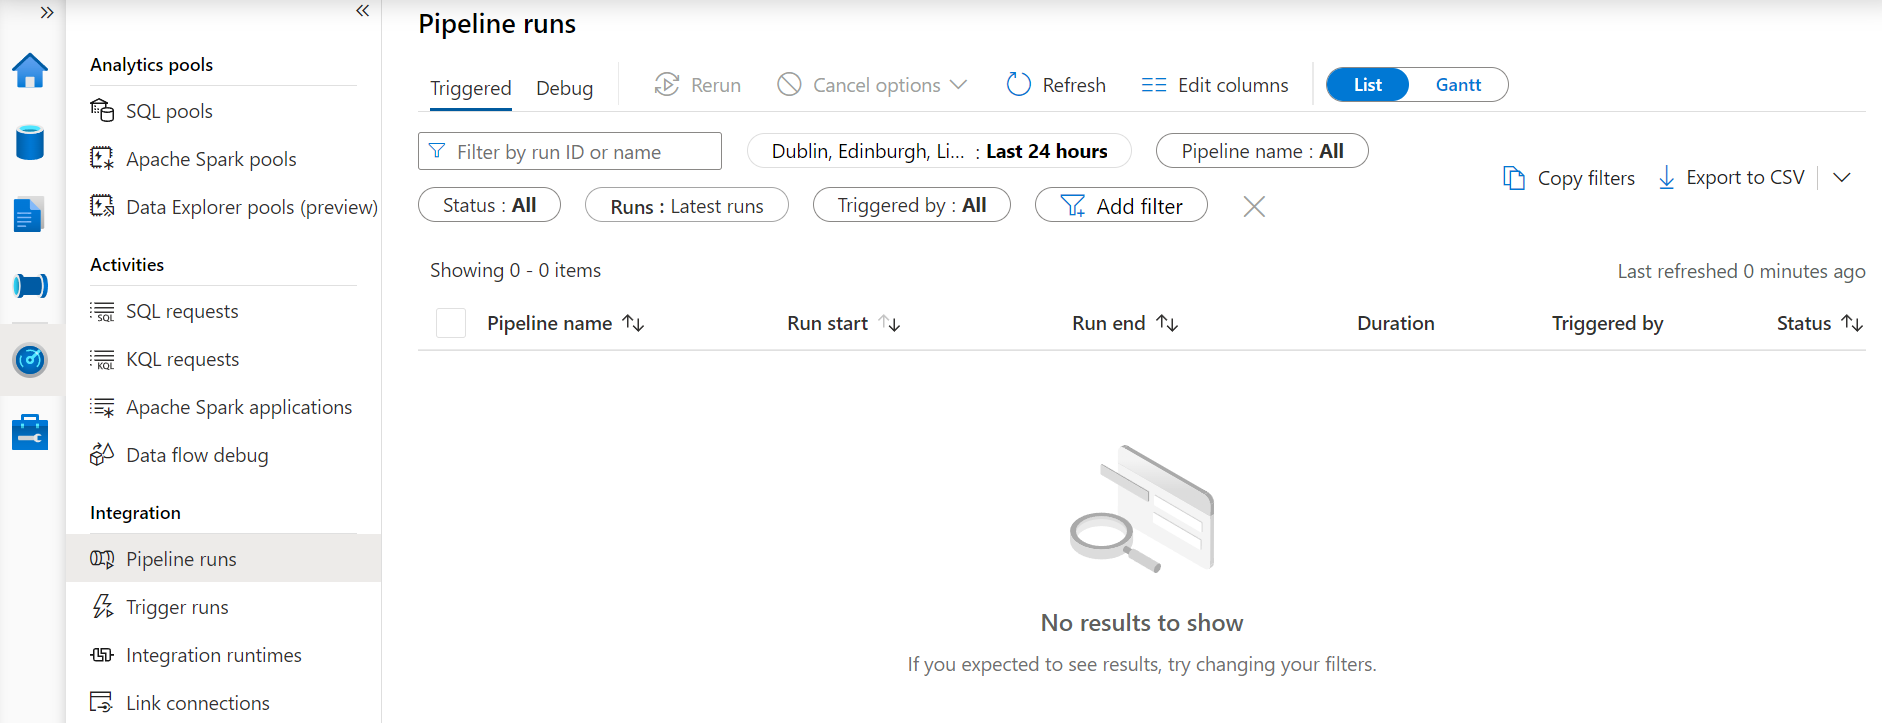 Pipeline runs
Analytics pools
SQL pools
Apache Spark pools
Data Explorer pools (preview)
Activities
SQL requests
KQL requests
Apache Spark applications
Data flow debug
Integration
Pipeline runs
Trigger runs
Integration runtimes
Link connections
Triggered Debug Rerun Cancel options Refresh Edit columns List Gantt
Filter by run ID or name Dublin, Edinburgh, Li... : Last 24 hours Pipeline name : All
Status : All Runs : Latest runs Triggered by : All Add filter
Copy filters Export to CSV
Showing 0 - 0 items
Last refreshed 0 minutes ago
Pipeline name Run start Run end Duration Triggered by Status
No results to show
If you expected to see results, try changing your filters.